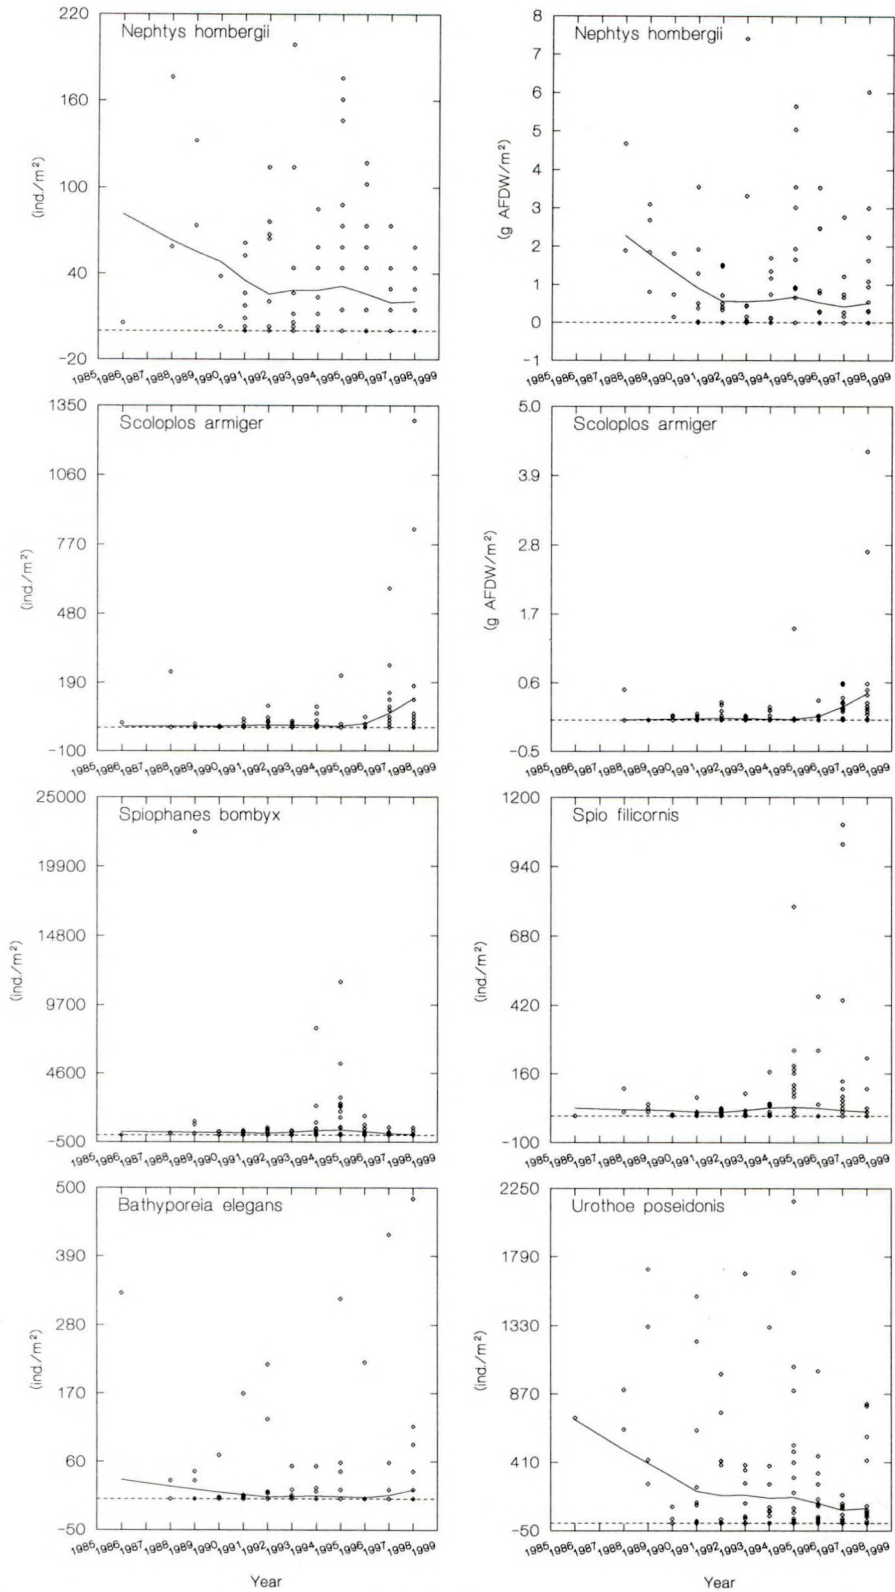 Nephtys hombergii
(ind./m²)
220
160
100
40
-20
1985 1986 1987 1988 1989 1990 1991 1992 1993 1994 1995 1996 1997 1998 1999
Nephtys hombergii
(g AFDW/m²)
8
7
6
5
4
3
2
1
0
-1
1985 1986 1987 1988 1989 1990 1991 1992 1993 1994 1995 1996 1997 1998 1999
Scoloplos armiger
(ind./m²)
1350
1060
770
480
190
-100
1985 1986 1987 1988 1989 1990 1991 1992 1993 1994 1995 1996 1997 1998 1999
Scoloplos armiger
(g AFDW/m²)
5.0
3.9
2.8
1.7
0.6
-0.5
1985 1986 1987 1988 1989 1990 1991 1992 1993 1994 1995 1996 1997 1998 1999
Spiophanes bombyx
(ind./m²)
25000
19900
14800
9700
4600
-500
1985 1986 1987 1988 1989 1990 1991 1992 1993 1994 1995 1996 1997 1998 1999
Spio filicornis
(ind./m²)
1200
940
680
420
160
-100
1985 1986 1987 1988 1989 1990 1991 1992 1993 1994 1995 1996 1997 1998 1999
Bathyporeia elegans
(ind./m²)
500
390
280
170
60
-50
1985 1986 1987 1988 1989 1990 1991 1992 1993 1994 1995 1996 1997 1998 1999
Year
Urothoe poseidonis
(ind./m²)
2250
1790
1330
870
410
-50
1985 1986 1987 1988 1989 1990 1991 1992 1993 1994 1995 1996 1997 1998 1999
Year